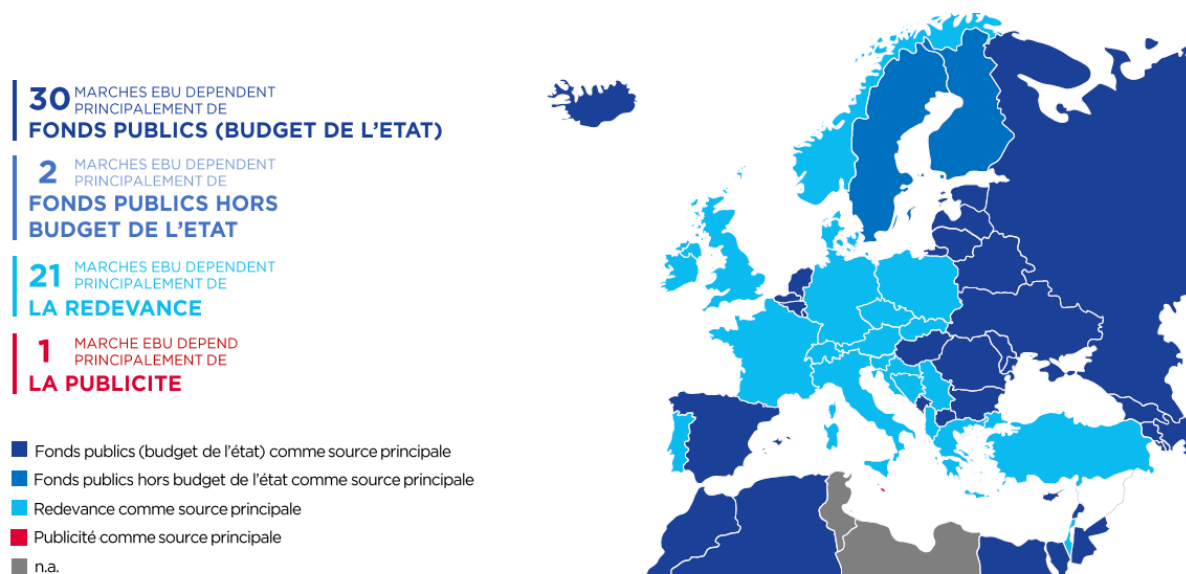 30 MARCHES EBU DEPENDENT
PRINCIPALEMENT DE
FONDS PUBLICS (BUDGET DE L'ETAT)
2 MARCHES EBU DEPENDENT
PRINCIPALEMENT DE
FONDS PUBLICS HORS
BUDGET DE L'ETAT
21 MARCHES EBU DEPENDENT
PRINCIPALEMENT DE
LA REDEVANCE
1 MARCHE EBU DEPEND
PRINCIPALEMENT DE
LA PUBLICITE
Fonds publics (budget de l'état) comme source principale
Fonds publics hors budget de l'état comme source principale
Redevance comme source principale
Publicité comme source principale
n.a.